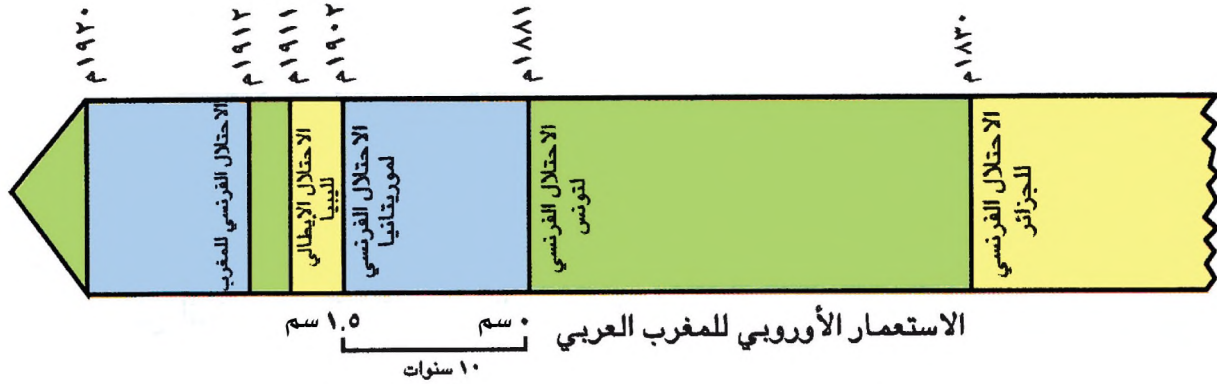 ١٨٣٠م
١٨٨١م
١٩٠٢م
١٩١١م
١٩١٢م
١٩٢٠م
الاحتلال الفرنسي
للجزائر
الاحتلال الفرنسي
لتونس
الاحتلال الفرنسي
لموريتانيا
الاحتلال الإيطالي
لليبيا
الاحتلال الفرنسي للمغرب
الاستعمار الأوروبي للمغرب العربي
٠ سم
١.٥ سم
١٠ سنوات